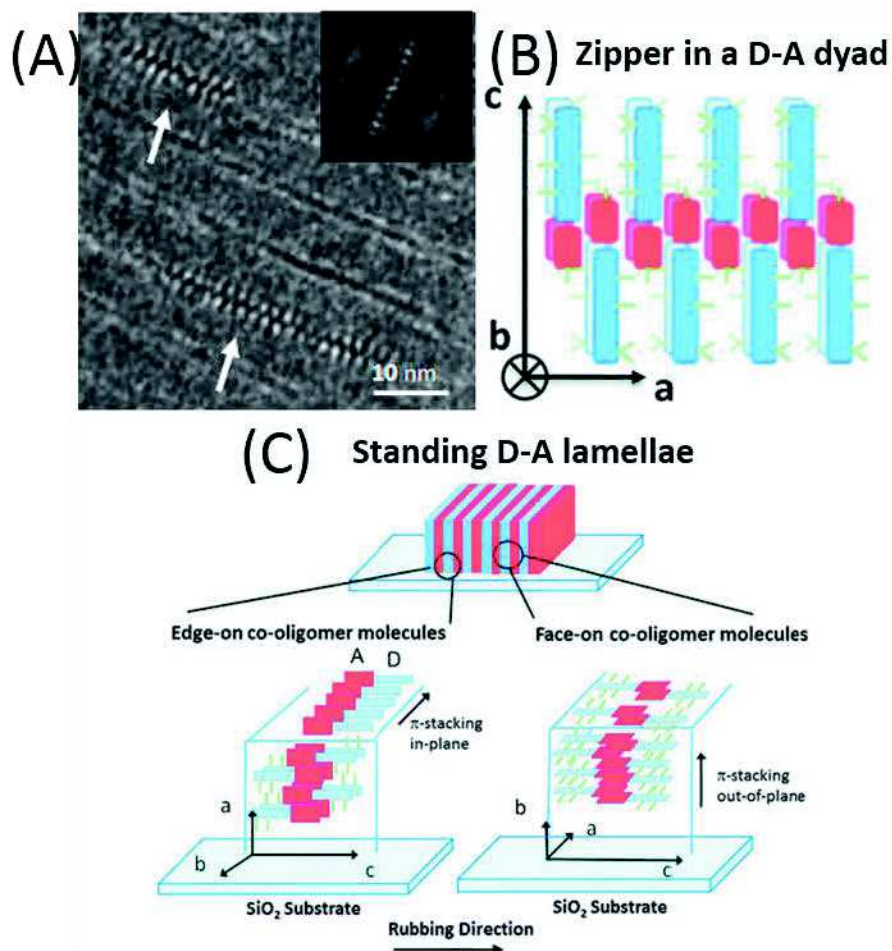 (A)
10 nm
(B) Zipper in a D-A dyad
c
b
a
(C) Standing D-A lamellae
Edge-on co-oligomer molecules
Face-on co-oligomer molecules
A D
π-stacking
in-plane
a
b
c
SiO₂ Substrate
π-stacking
out-of-plane
b
a
c
SiO₂ Substrate
Rubbing Direction